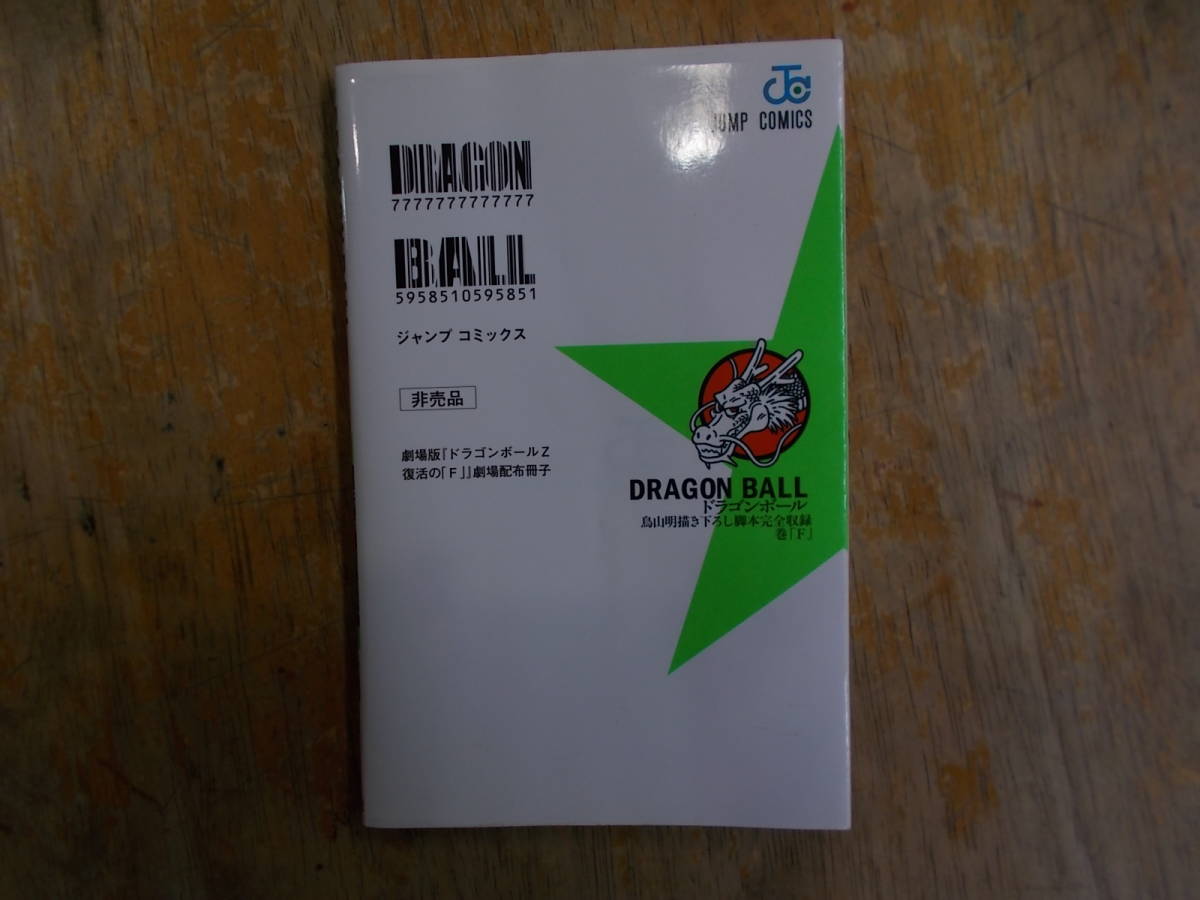 JUMP COMICS
DRAGON
7777777777777
BALL
5958510595851
ジャンプ コミックス
非売品
劇場版『ドラゴンボールZ
復活の「F」』劇場配布冊子
DRAGON BALL
ドラゴンボール
鳥山明描き下ろし脚本完全収録
巻「F」